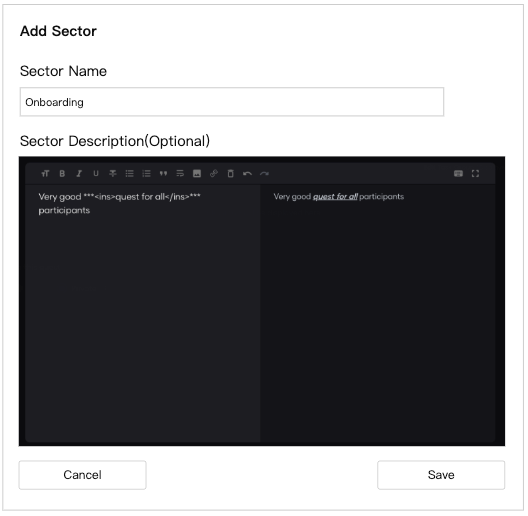 Add Sector
Sector Name
Onboarding
Sector Description(Optional)
Very good ***<ins>quest for all</ins>***
participants
Very good quest for all participants
Cancel
Save